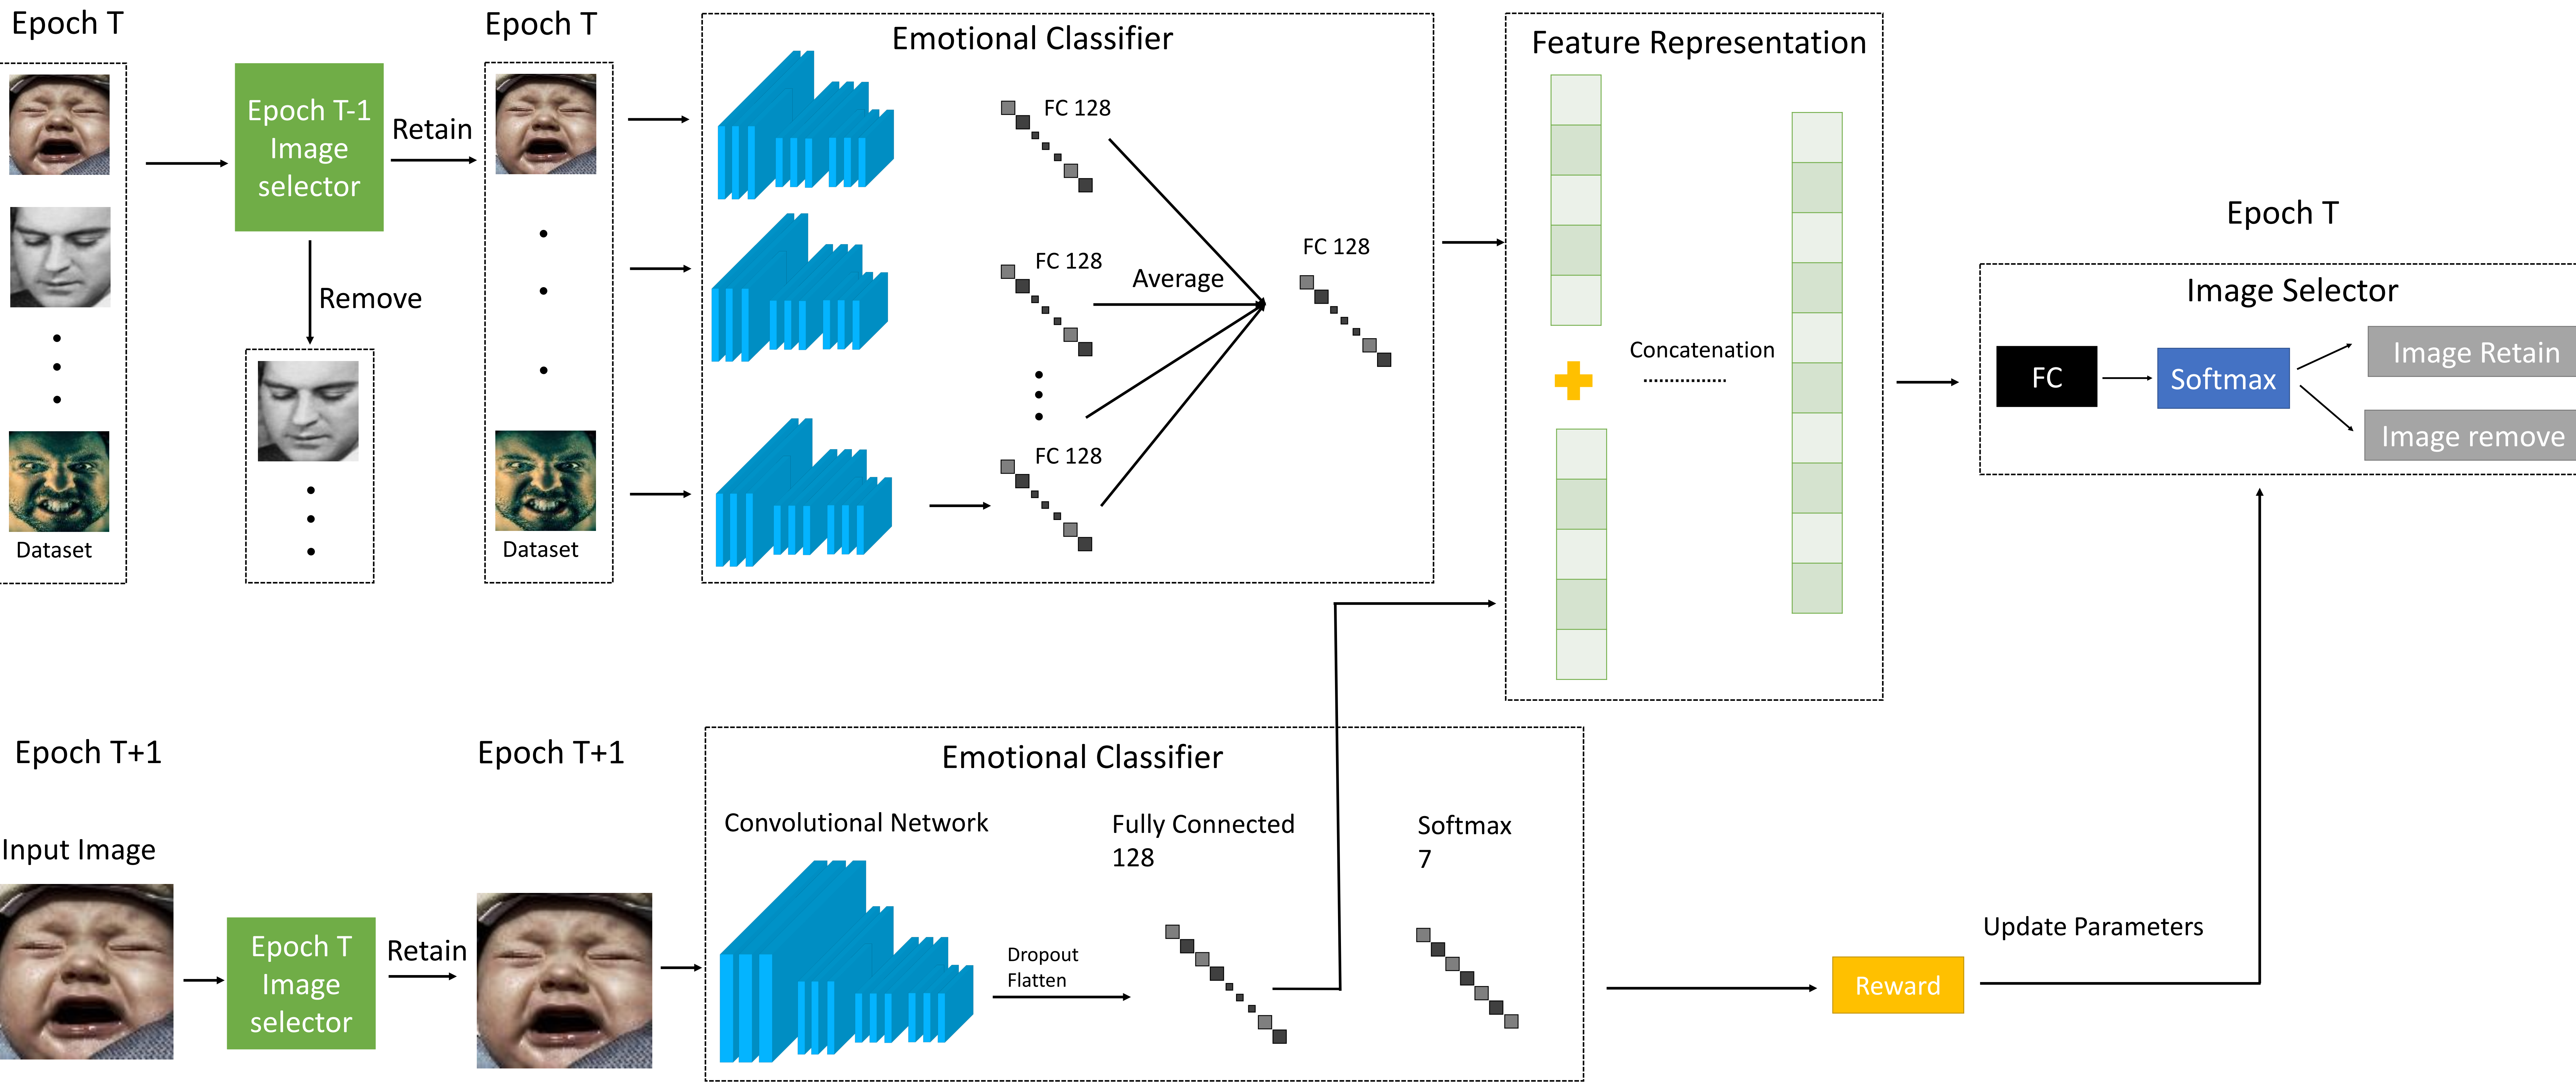 Epoch T
Epoch T-1
Image
selector
Retain
Remove
Dataset
Epoch T
Dataset
Emotional Classifier
FC 128
FC 128
FC 128
Average
FC 128
Feature Representation
Concatenation
Epoch T
Image Selector
FC
Softmax
Image Retain
Image remove
Epoch T+1
Input Image
Epoch T
Image
selector
Retain
Epoch T+1
Emotional Classifier
Convolutional Network
Dropout
Flatten
Fully Connected
128
Softmax
7
Reward
Update Parameters